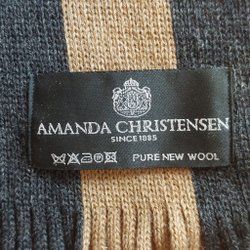 AMANDA CHRISTENSEN
SINCE 1885
PURE NEW WOOL